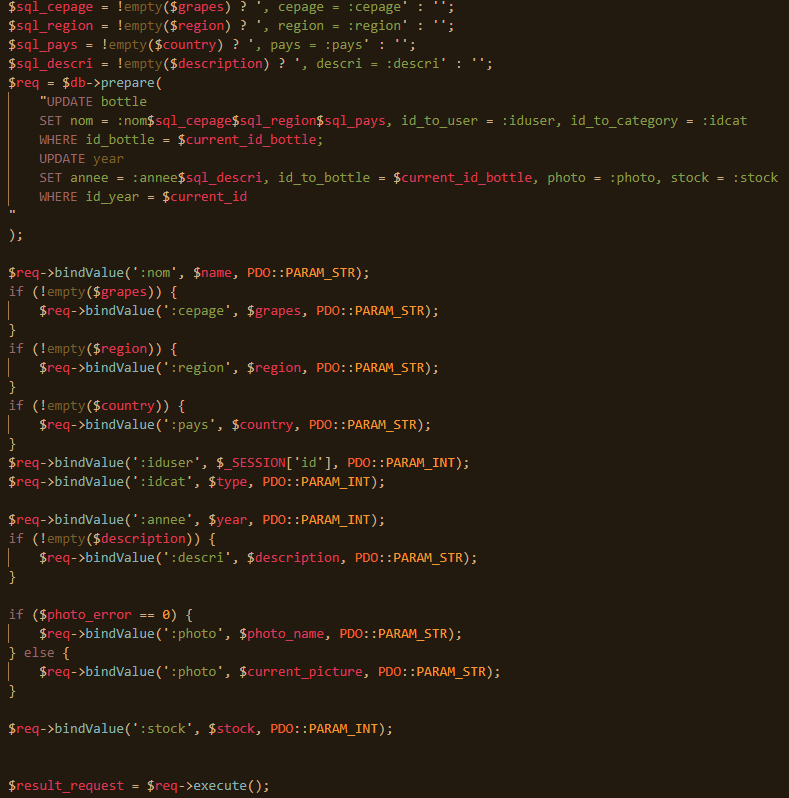 $sql_cepage = !empty($grapes) ? ', cepage = :cepage' : '';
$sql_region = !empty($region) ? ', region = :region' : '';
$sql_pays = !empty($country) ? ', pays = :pays' : '';
$sql_descri = !empty($description) ? ', descri = :descri' : '';
$req = $db->prepare(
"UPDATE bottle
SET nom = :nom$sql_cepage$sql_region$sql_pays, id_to_user = :iduser, id_to_category = :idcat
WHERE id_bottle = $current_id_bottle;
UPDATE year
SET annee = :annee$sql_descri, id_to_bottle = $current_id_bottle, photo = :photo, stock = :stock
WHERE id_year = $current_id
"
);
$req->bindValue(':nom', $name, PDO::PARAM_STR);
if (!empty($grapes)) {
$req->bindValue(':cepage', $grapes, PDO::PARAM_STR);
}
if (!empty($region)) {
$req->bindValue(':region', $region, PDO::PARAM_STR);
}
if (!empty($country)) {
$req->bindValue(':pays', $country, PDO::PARAM_STR);
}
$req->bindValue(':iduser', $_SESSION['id'], PDO::PARAM_INT);
$req->bindValue(':idcat', $type, PDO::PARAM_INT);
$req->bindValue(':annee', $year, PDO::PARAM_INT);
if (!empty($description)) {
$req->bindValue(':descri', $description, PDO::PARAM_STR);
}
if ($photo_error == 0) {
$req->bindValue(':photo', $photo_name, PDO::PARAM_STR);
} else {
$req->bindValue(':photo', $current_picture, PDO::PARAM_STR);
}
$req->bindValue(':stock', $stock, PDO::PARAM_INT);
$result_request = $req->execute();